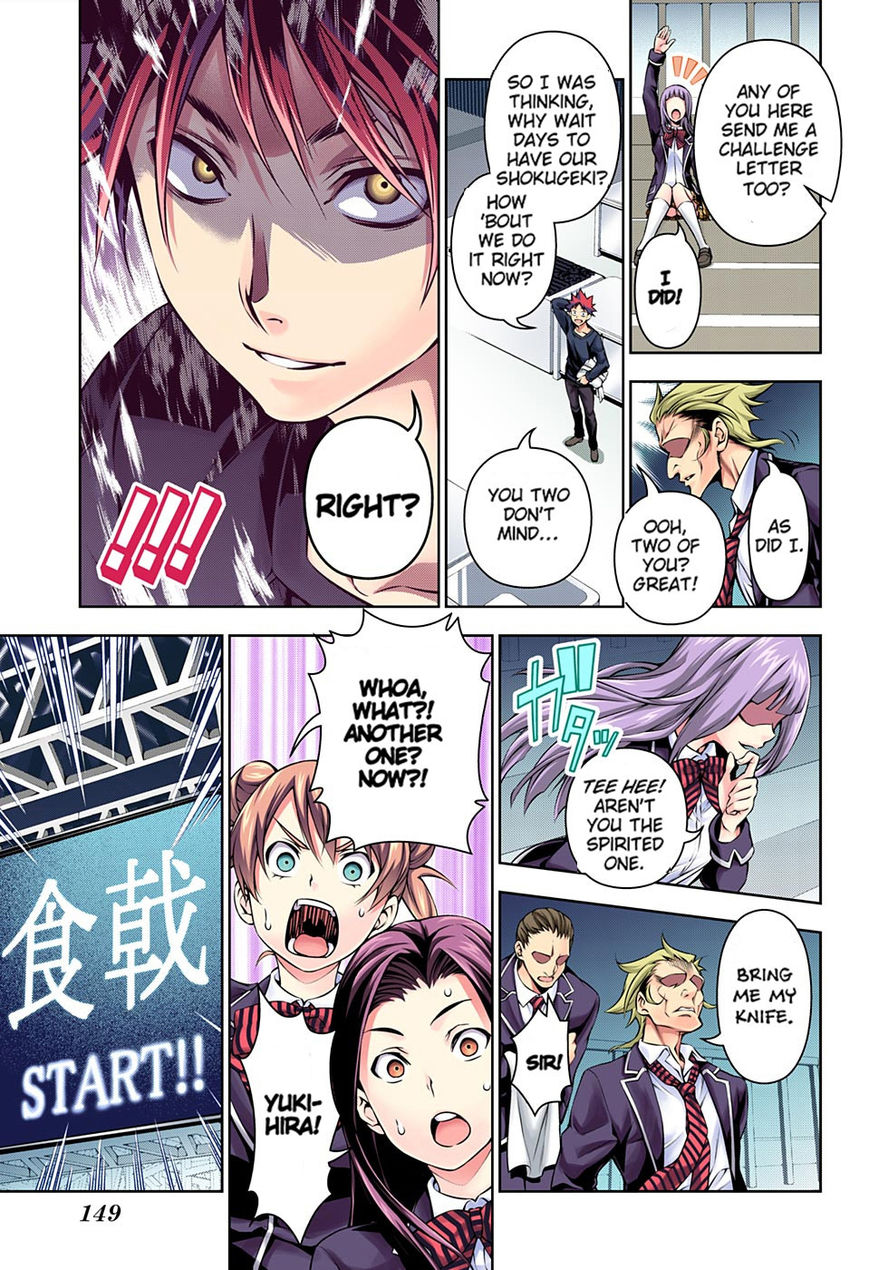 ANY OF
YOU HERE
SEND ME A
CHALLENGE
LETTER
TOO?
I
DID!
AS
DID I.
OOH,
TWO OF
YOU?
GREAT!
SO I WAS
THINKING,
WHY WAIT
DAYS TO
HAVE OUR
SHOKUGEKI?
HOW
'BOUT
WE DO
IT RIGHT
NOW?
YOU TWO
DON'T
MIND...
RIGHT?
!!!
ガタッ
TEE HEE!
AREN'T
YOU THE
SPIRITED
ONE.
BRING
ME MY
KNIFE.
SIR!
WHOA,
WHAT?!
ANOTHER
ONE?
NOW?!
YUKI-
HIRA!
食戟
START!!
149